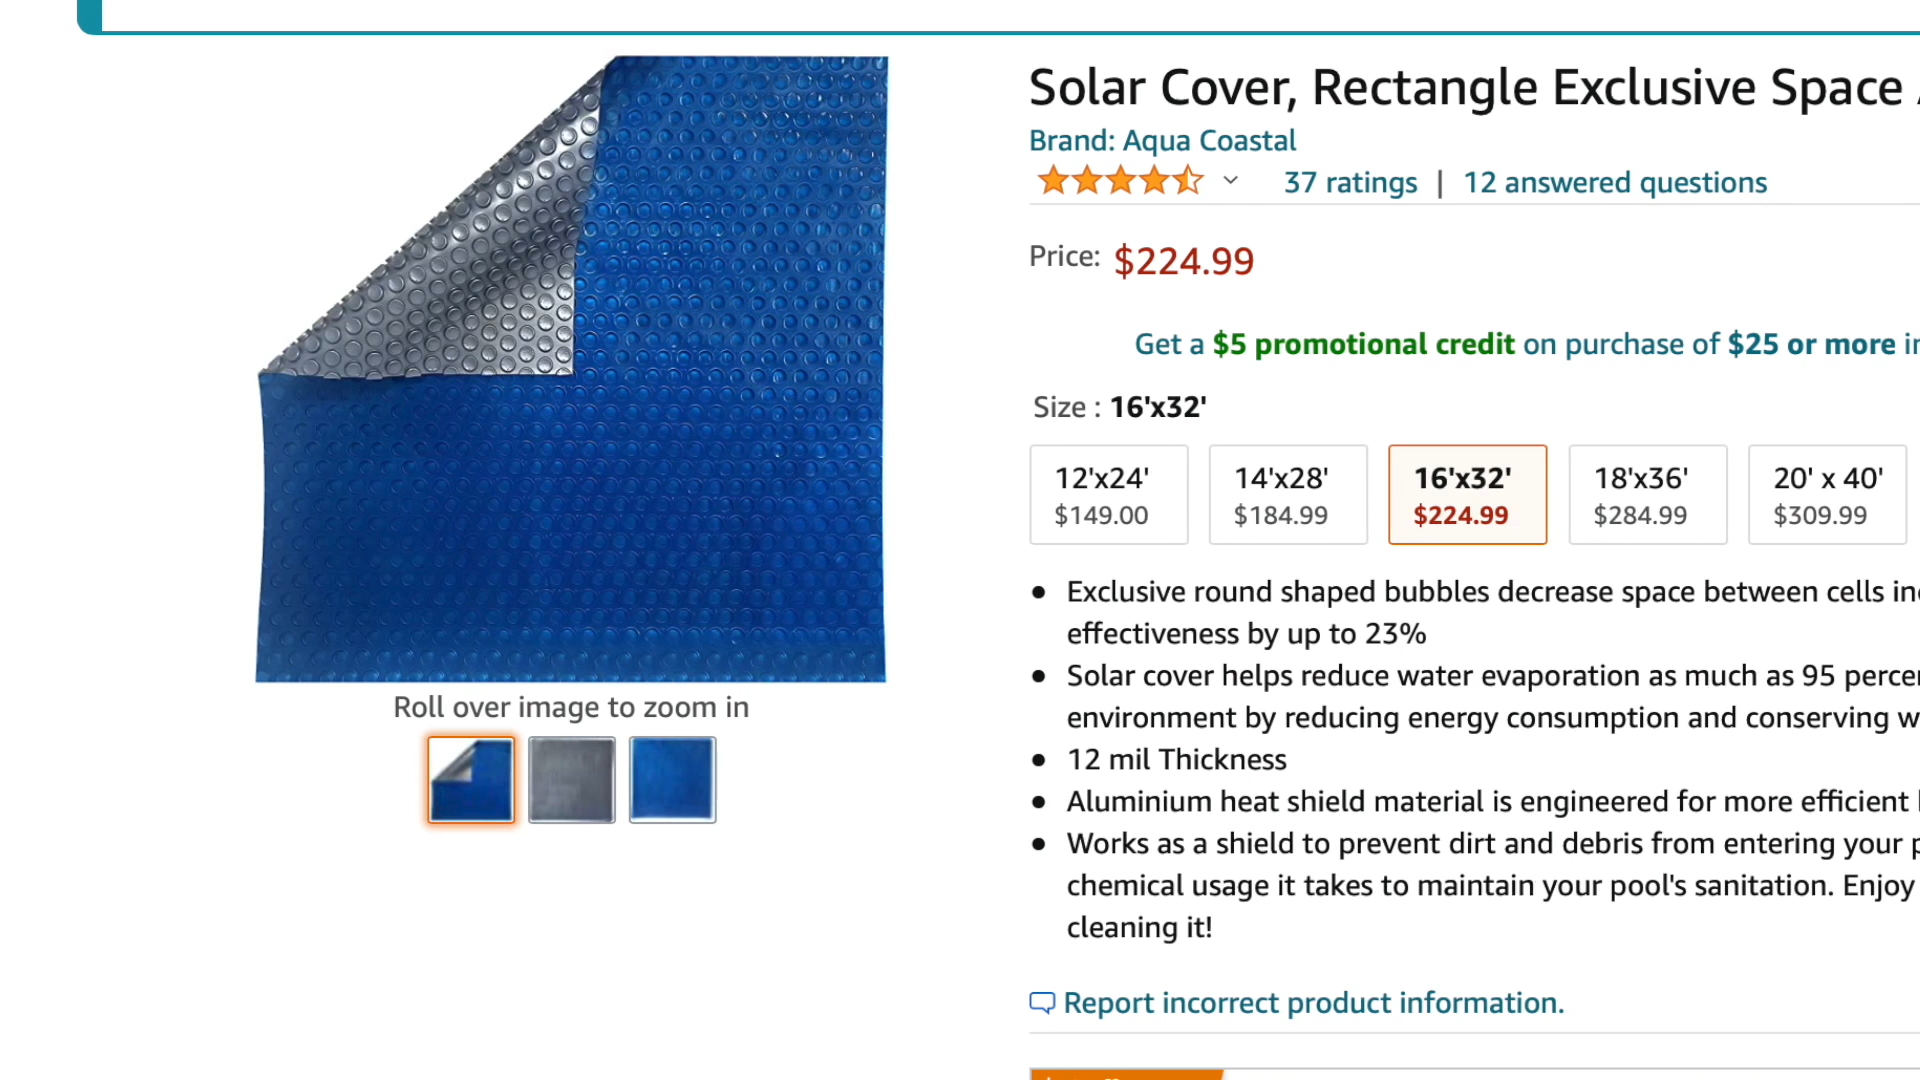 Solar Cover, Rectangle Exclusive Space
Brand: Aqua Coastal
37 ratings | 12 answered questions
Price: $224.99
Get a $5 promotional credit on purchase of $25 or more in
Size : 16'x32'
12'x24' 14'x28' 16'x32' 18'x36' 20' x 40'
$149.00 $184.99 $224.99 $284.99 $309.99
Exclusive round shaped bubbles decrease space between cells
effectiveness by up to 23%
Solar cover helps reduce water evaporation as much as 95
environment by reducing energy consumption and conserving
12 mil Thickness
Aluminium heat shield material is engineered for more efficient
Works as a shield to prevent dirt and debris from entering your
chemical usage it takes to maintain your pool's sanitation. Enjoy
cleaning it!
Report incorrect product information.
Roll over image to zoom in